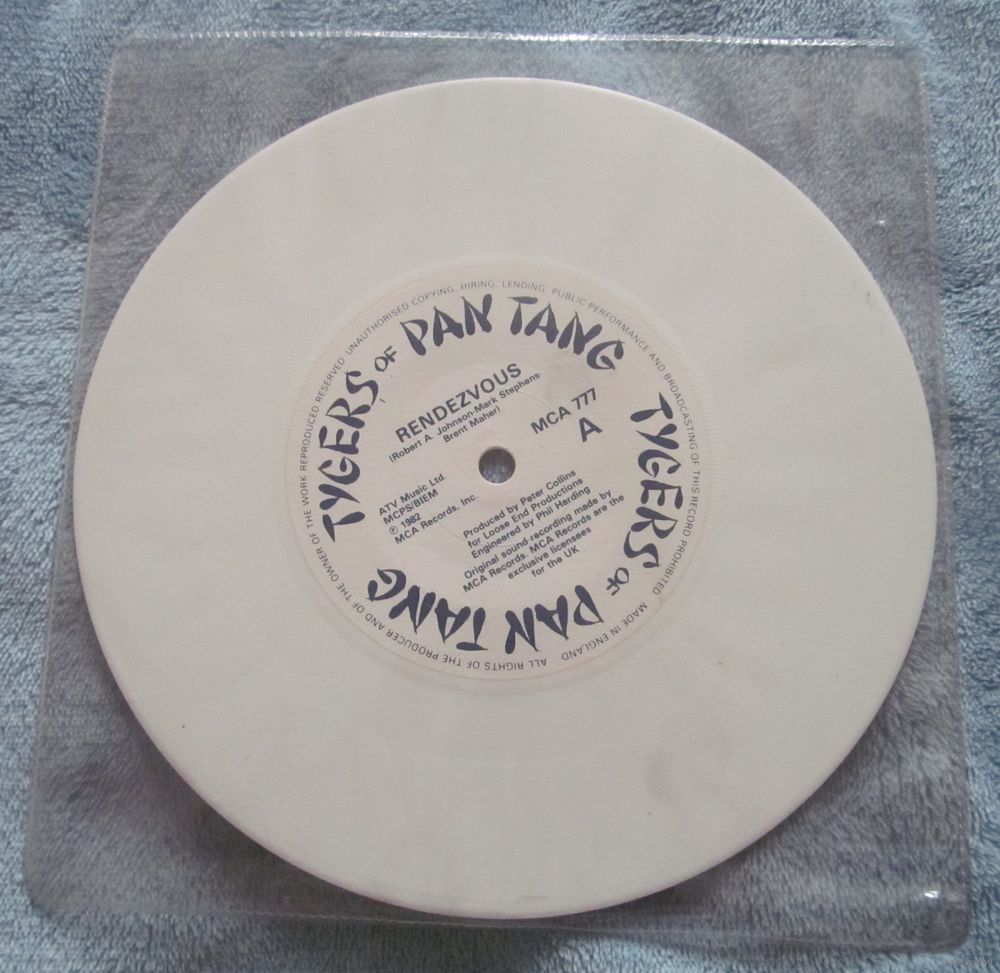 TYGERS OF PAN TANG
TYGERS OF PAN TANG
RENDEZVOUS
(Robert A. Johnson-Mark Stephens-
Brent Maher)
MCA 777
A
ATV Music Ltd.
MCPS/BIEM
℗ 1982
MCA Records, Inc.
Produced by Peter Collins
for Loose End Productions
Engineered by Phil Harding
Original sound recording made by
MCA Records. MCA Records are the
exclusive licensees
for the UK
ALL RIGHTS OF THE PRODUCER AND OF THE OWNER OF THE WORK REPRODUCED RESERVED UNAUTHORISED COPYING, HIRING, LENDING, PUBLIC PERFORMANCE AND BROADCASTING OF THIS RECORD PROHIBITED MADE IN ENGLAND